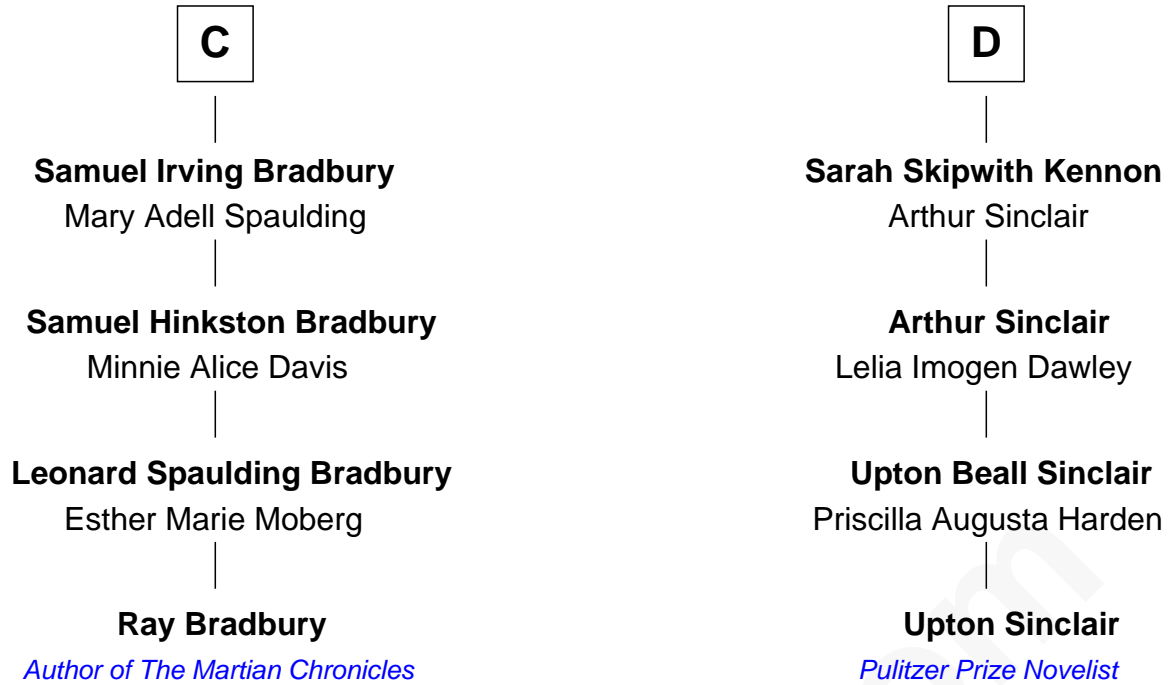 C
Samuel Irving Bradbury
Mary Adell Spaulding
Samuel Hinkston Bradbury
Minnie Alice Davis
Leonard Spaulding Bradbury
Esther Marie Moberg
Ray Bradbury
Author of The Martian Chronicles
D
Sarah Skipwith Kennon
Arthur Sinclair
Arthur Sinclair
Lelia Imogen Dawley
Upton Beall Sinclair
Priscilla Augusta Harden
Upton Sinclair
Pulitzer Prize Novelist